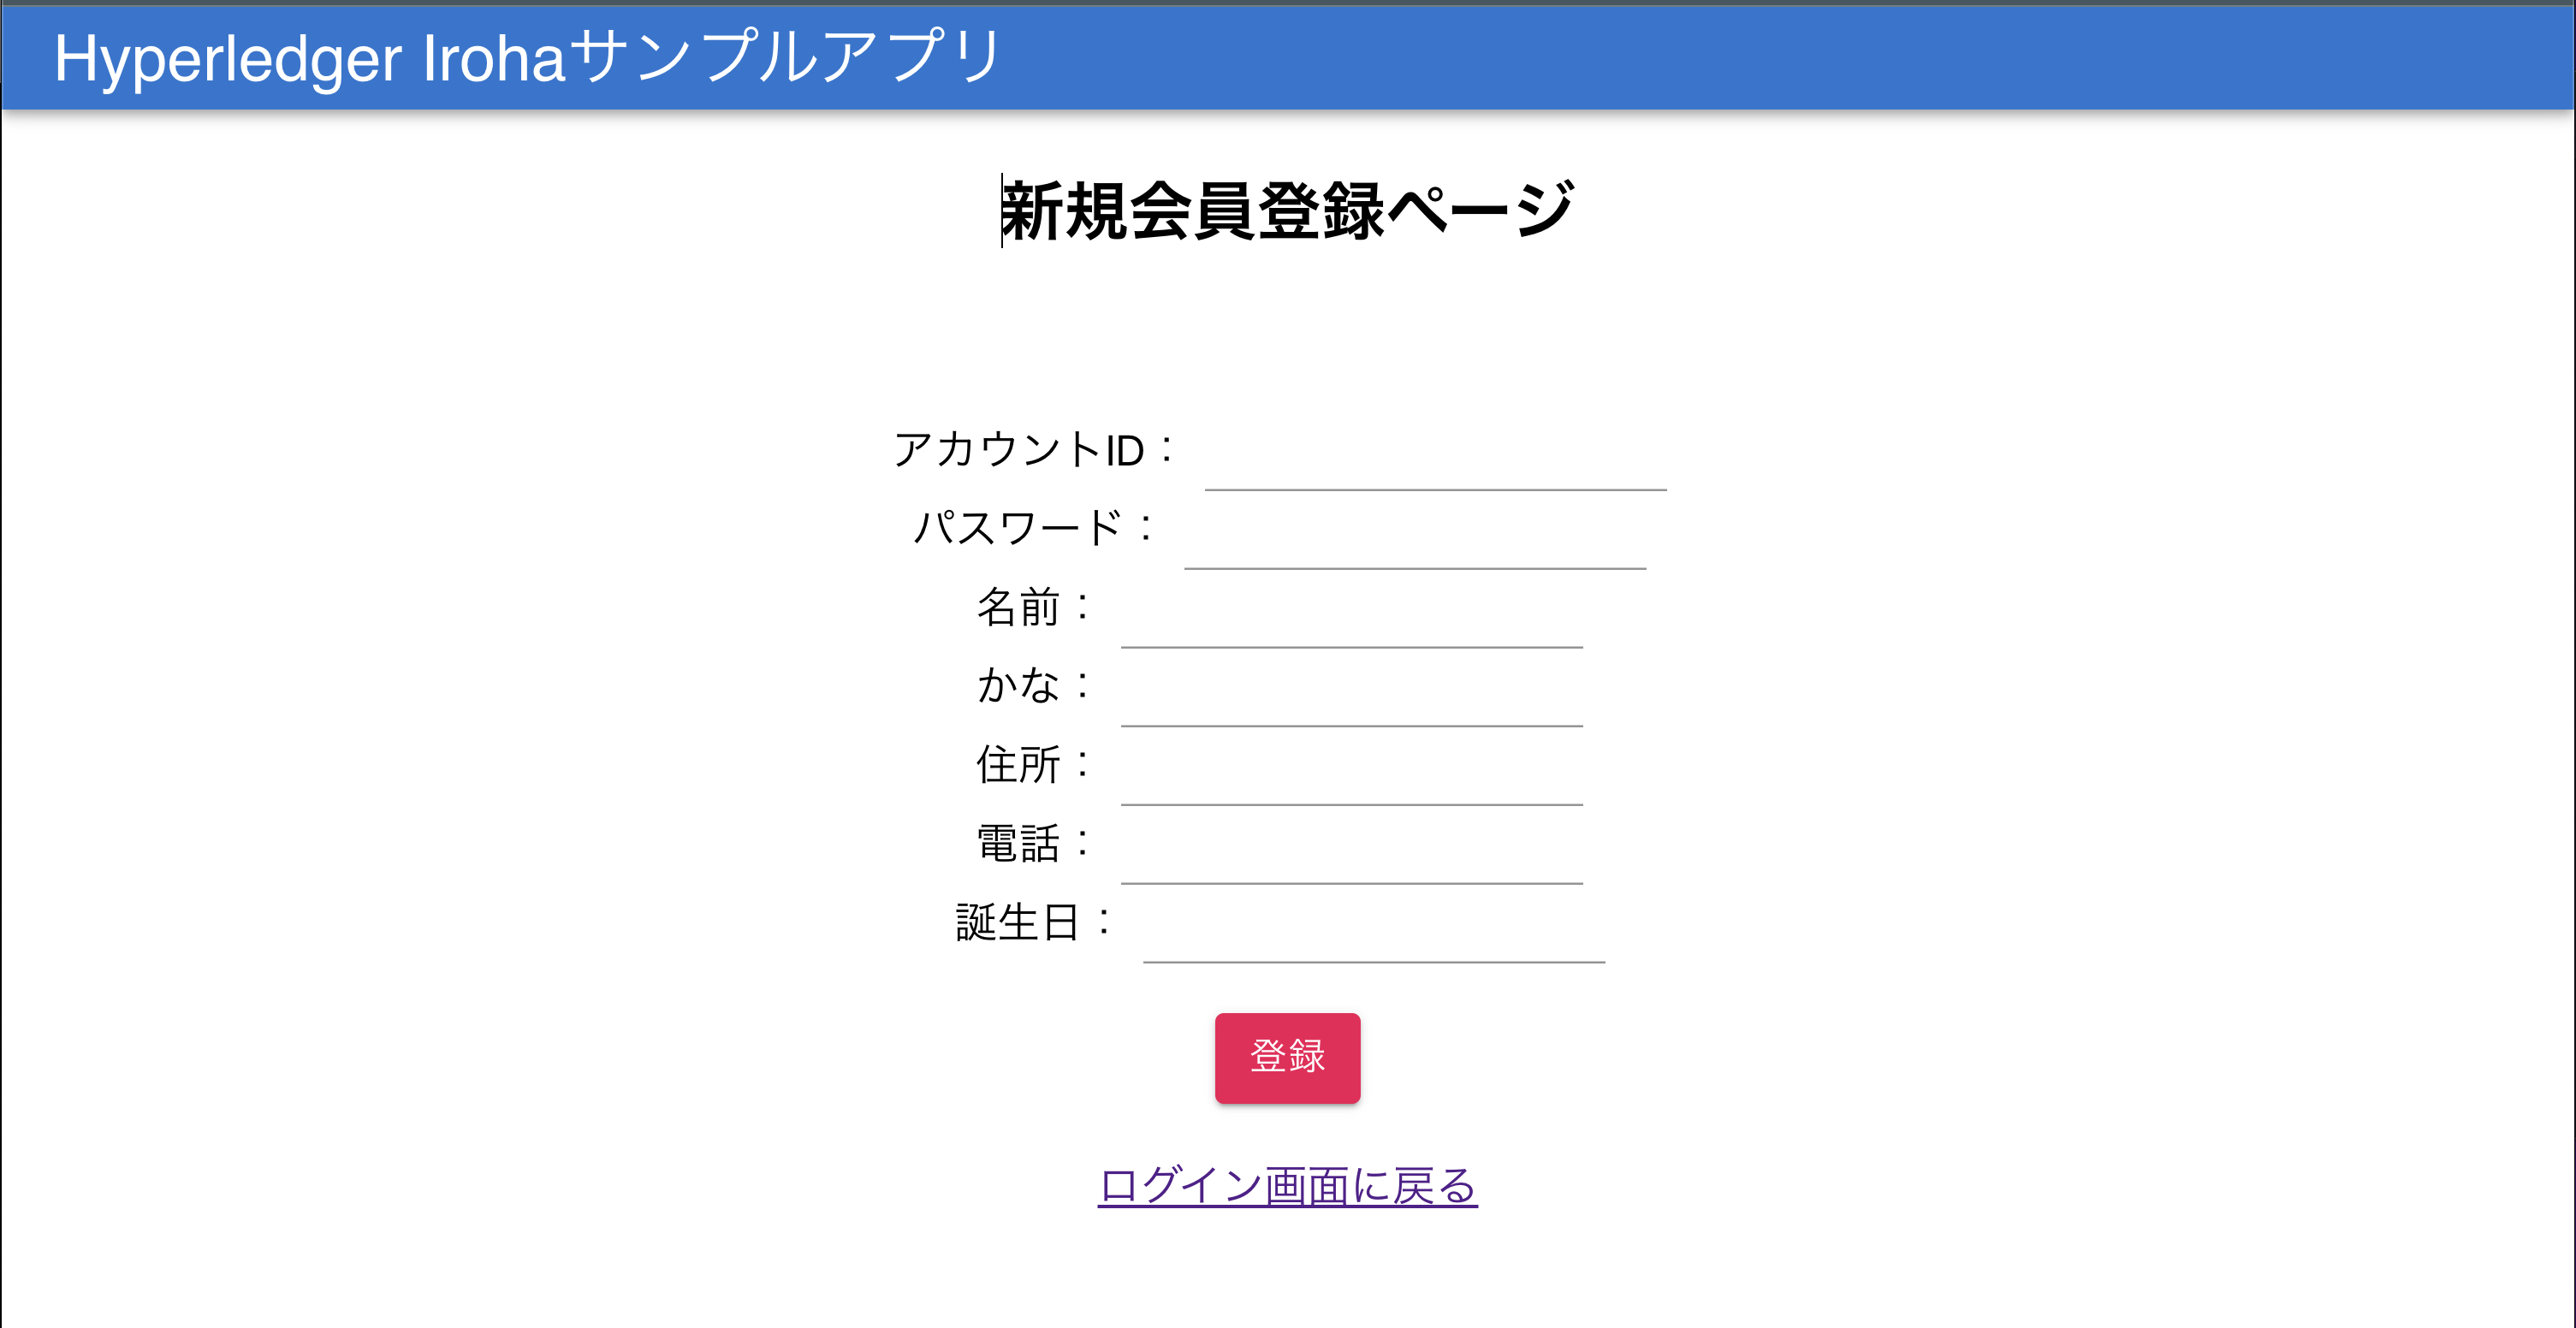 Hyperledger Irohaサンプルアプリ
新規会員登録ページ
アカウントID：
パスワード：
名前：
かな：
住所：
電話：
誕生日：
登録
ログイン画面に戻る